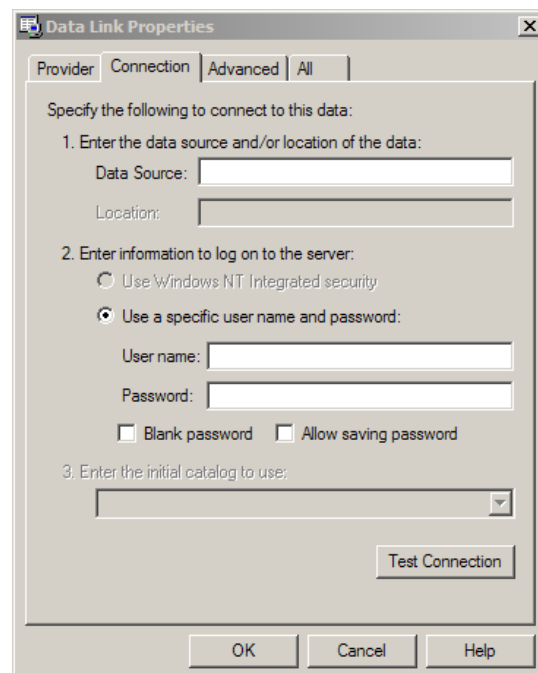 Data Link Properties
Provider Connection Advanced All
Specify the following to connect to this data:
1. Enter the data source and/or location of the data:
Data Source:
Location:
2. Enter information to log on to the server:
Use Windows NT Integrated security
Use a specific user name and password:
User name:
Password:
Blank password Allow saving password
3. Enter the initial catalog to use:
Test Connection
OK Cancel Help